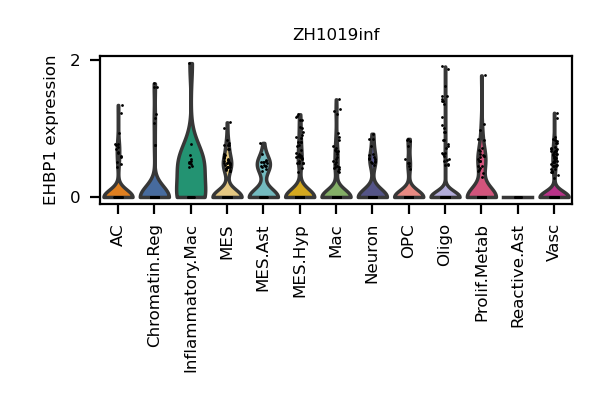 ZH1019inf
EHBP1 expression
2
0
AC
Chromatin.Reg
Inflammatory.Mac
MES
MES.Ast
MES.Hyp
Mac
Neuron
OPC
Oligo
Prolif.Metab
Reactive.Ast
Vasc